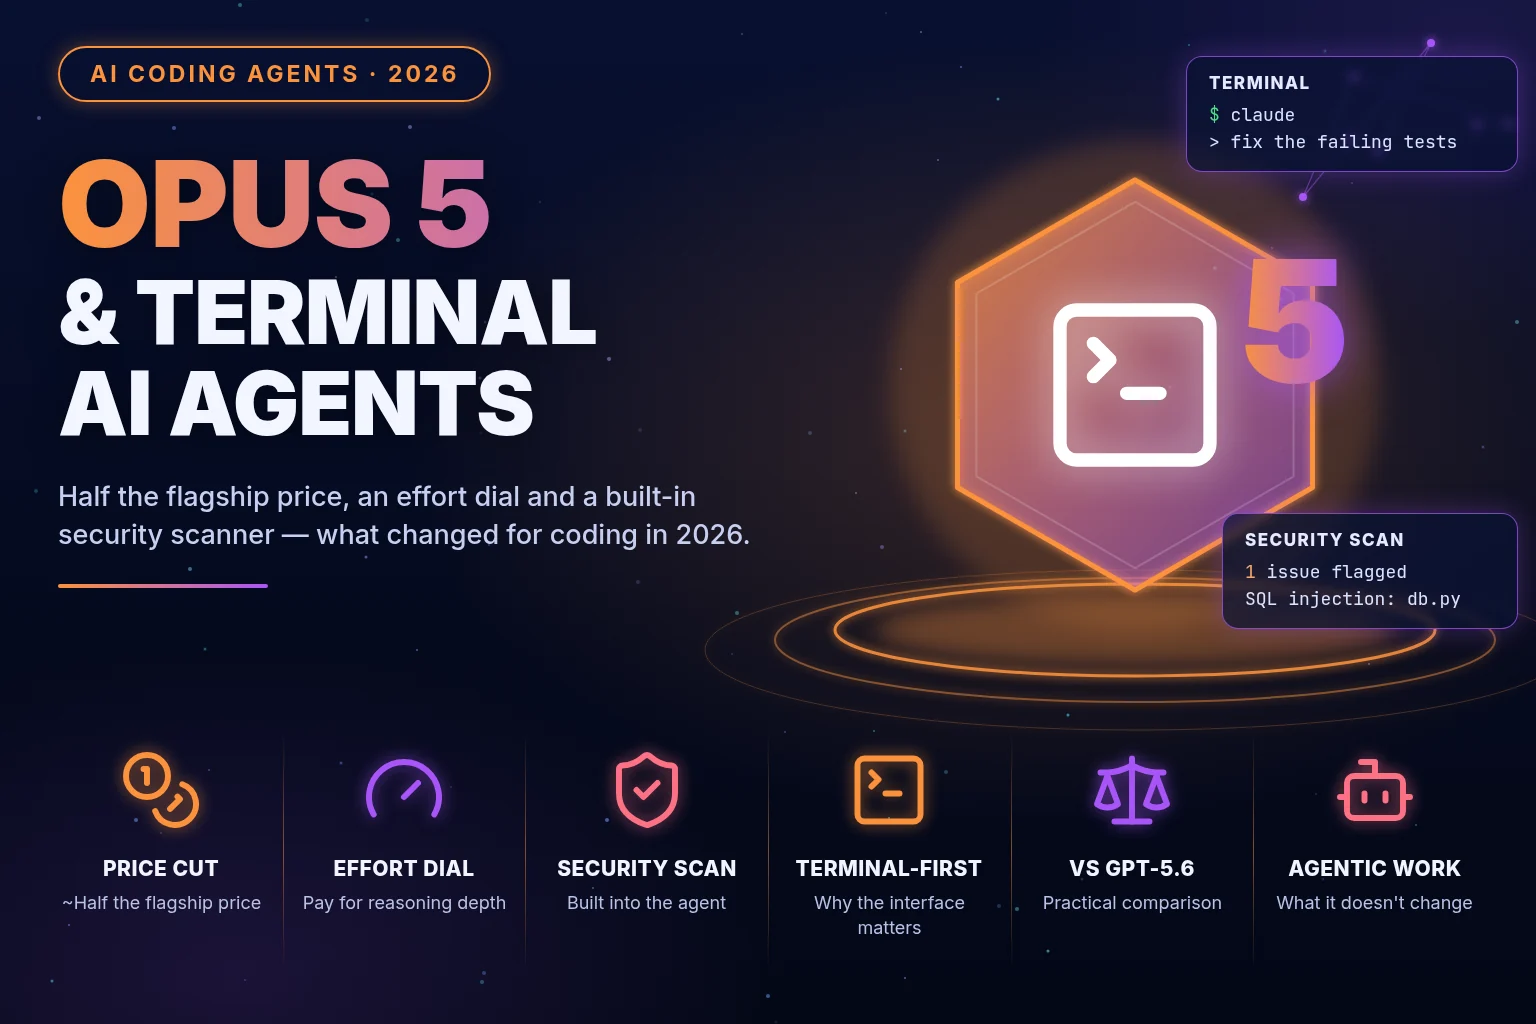 AI CODING AGENTS · 2026
OPUS 5
& TERMINAL
AI AGENTS
Half the flagship price, an effort dial and a built-in
security scanner — what changed for coding in 2026.
TERMINAL
$ claude
> fix the failing tests
5
SECURITY SCAN
1 issue flagged
SQL injection: db.py
PRICE CUT
~Half the flagship price
EFFORT DIAL
Pay for reasoning depth
SECURITY SCAN
Built into the agent
TERMINAL-FIRST
Why the interface
matters
VS GPT-5.6
Practical comparison
AGENTIC WORK
What it doesn't change